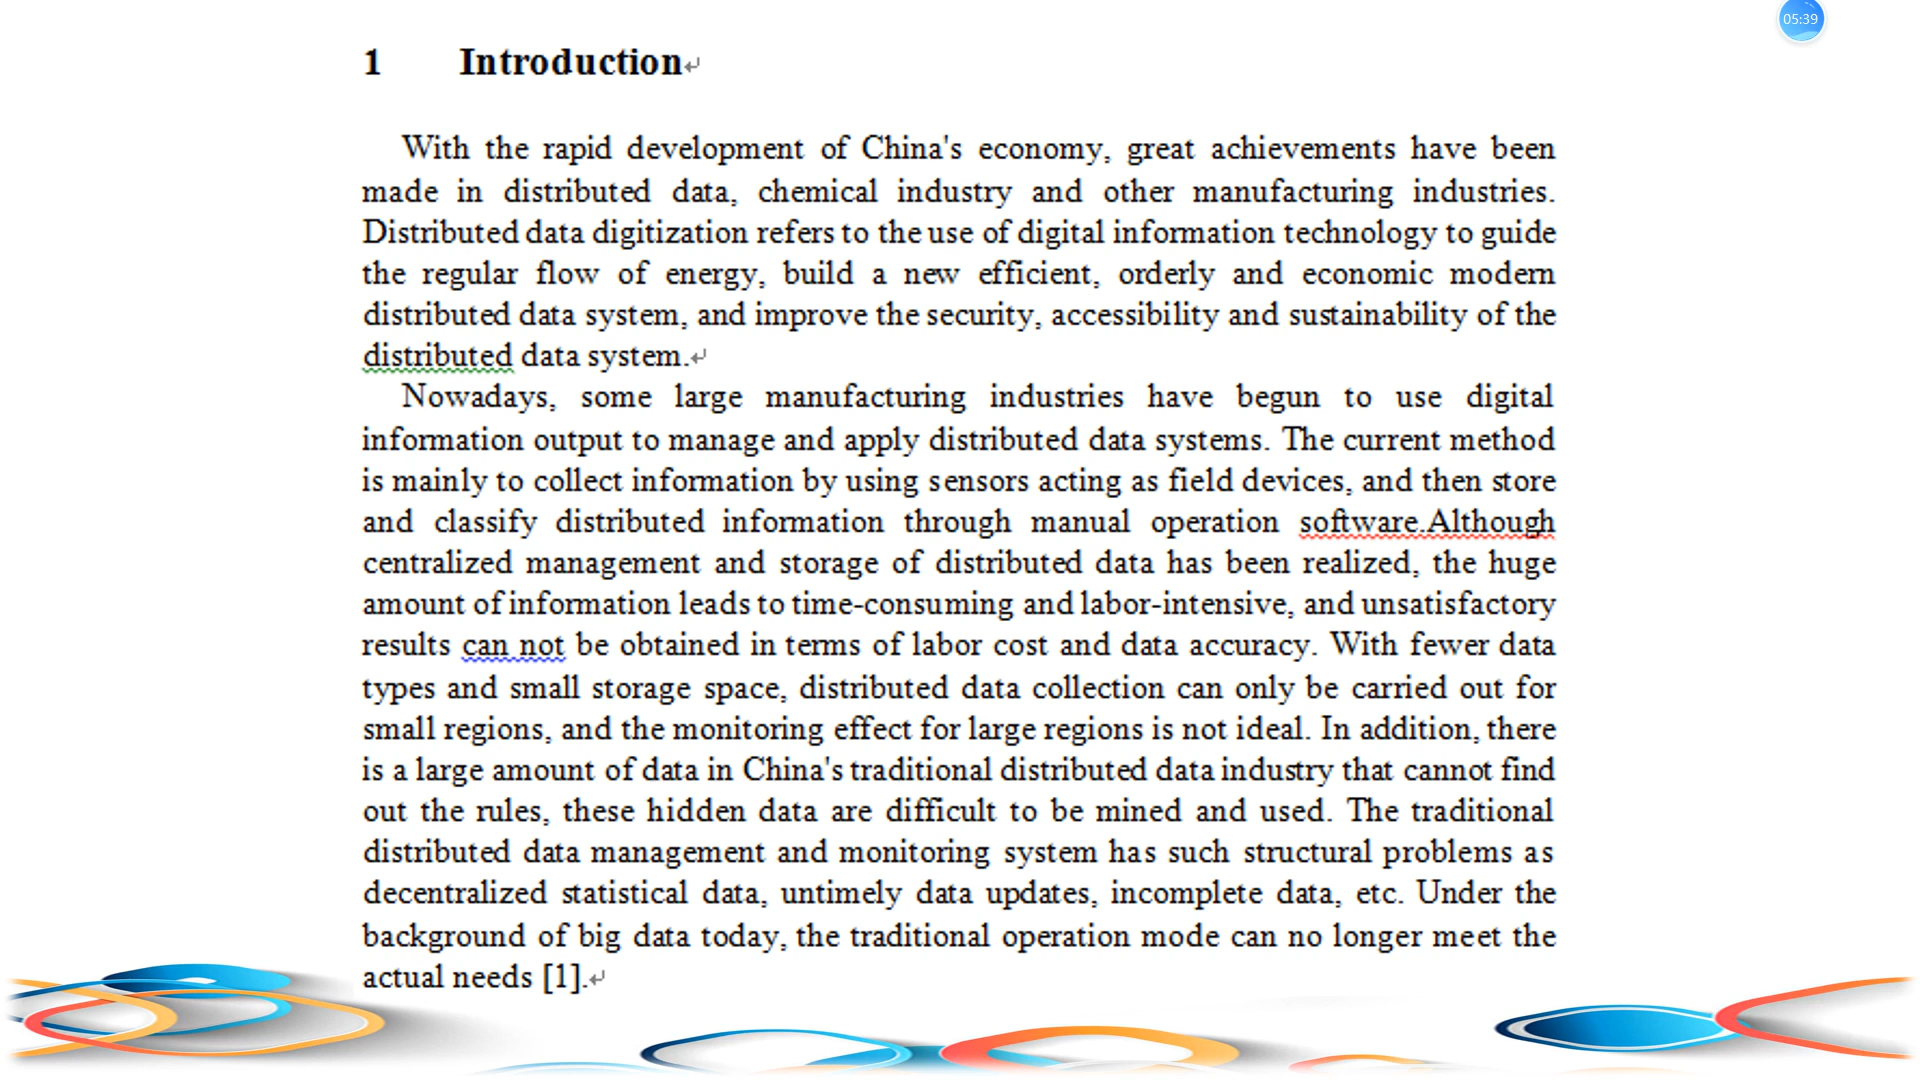 05:39
1 Introduction
With the rapid development of China's economy, great achievements have been
made in distributed data, chemical industry and other manufacturing industries.
Distributed data digitization refers to the use of digital information technology to guide
the regular flow of energy, build a new efficient, orderly and economic modern
distributed data system, and improve the security, accessibility and sustainability of the
distributed data system.
Nowadays, some large manufacturing industries have begun to use digital
information output to manage and apply distributed data systems. The current method
is mainly to collect information by using sensors acting as field devices, and then store
and classify distributed information through manual operation software.Although
centralized management and storage of distributed data has been realized, the huge
amount of information leads to time-consuming and labor-intensive, and unsatisfactory
results can not be obtained in terms of labor cost and data accuracy. With fewer data
types and small storage space, distributed data collection can only be carried out for
small regions, and the monitoring effect for large regions is not ideal. In addition, there
is a large amount of data in China's traditional distributed data industry that cannot find
out the rules, these hidden data are difficult to be mined and used. The traditional
distributed data management and monitoring system has such structural problems as
decentralized statistical data, untimely data updates, incomplete data, etc. Under the
background of big data today, the traditional operation mode can no longer meet the
actual needs [1].